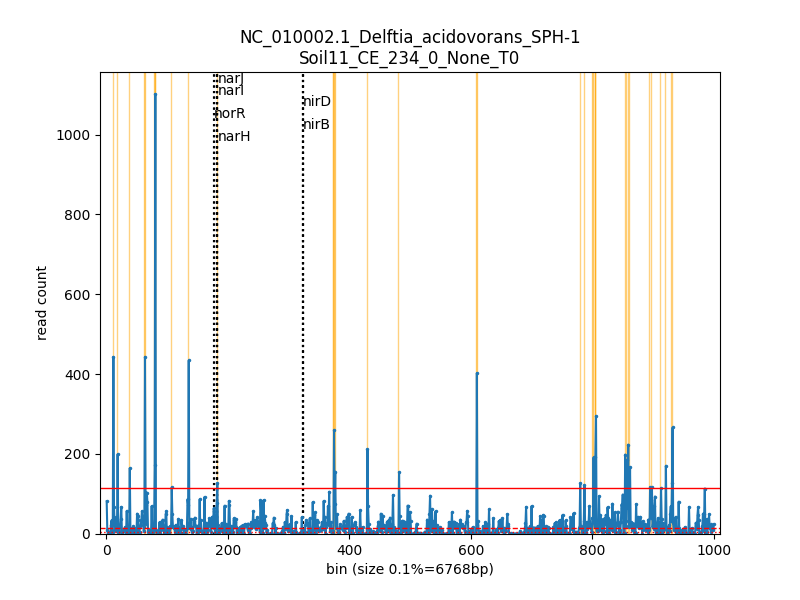 NC_010002.1_Delftia_acidovorans_SPH-1
Soil11_CE_234_0_None_T0
narJ
narI
norR
narH
nirD
nirB
read count
1000
800
600
400
200
0
0 200 400 600 800 1000
bin (size 0.1%=6768bp)